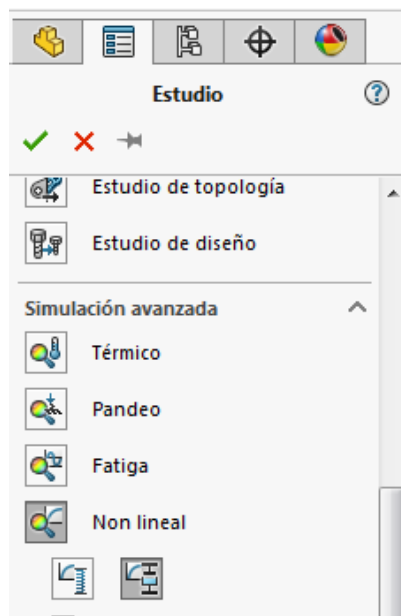 Estudio
Estudio de topología
Estudio de diseño
Simulación avanzada
Térmico
Pandeo
Fatiga
Non lineal